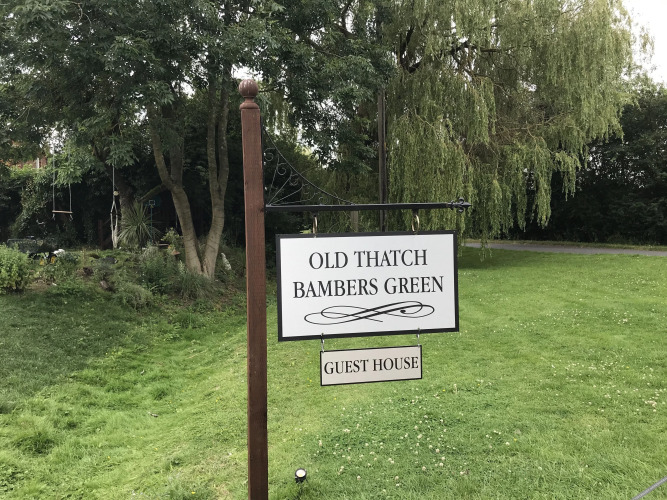 OLD THATCH
BAMBERS GREEN
GUEST HOUSE